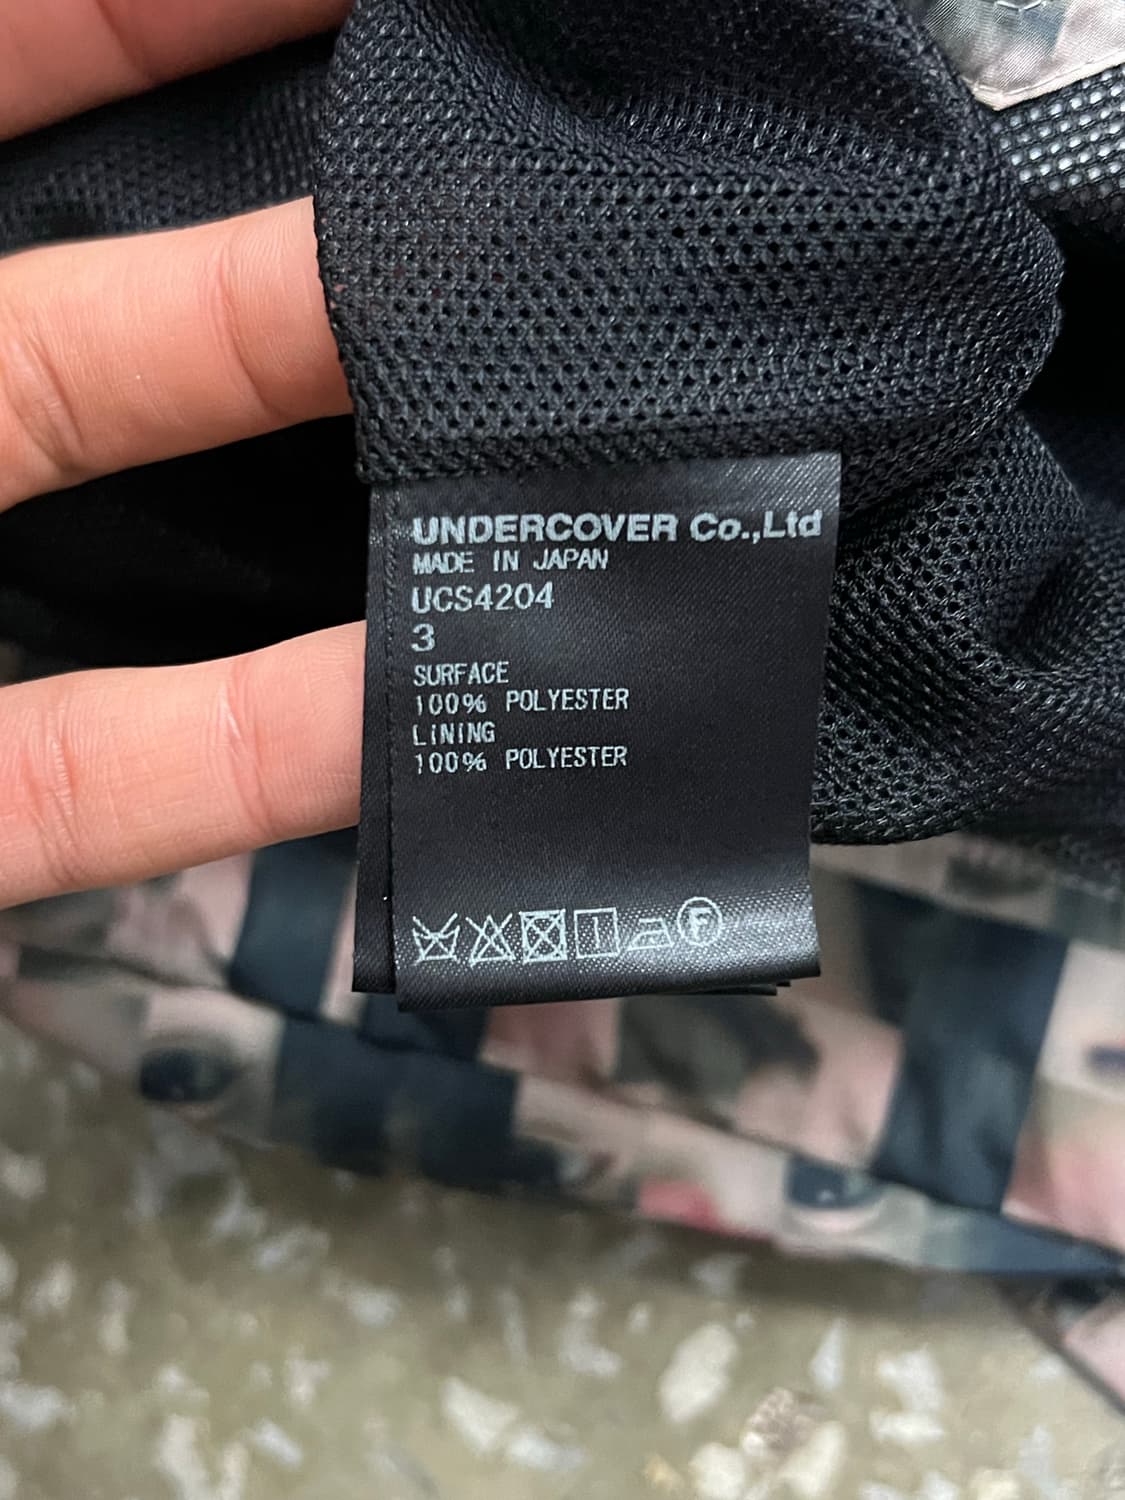 UNDERCOVER Co.,Ltd
MADE IN JAPAN
UCS4204
3
SURFACE
100% POLYESTER
LINING
100% POLYESTER
F